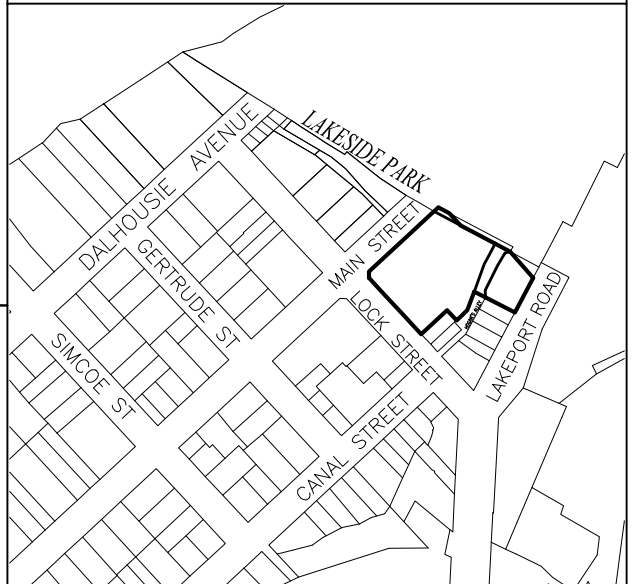 LAKESIDE PARK
DALHOUSIE AVENUE
MAIN STREET
GERTRUDE ST
LOCK STREET
LAKEPORT ROAD
SIMCOE ST
CANAL STREET